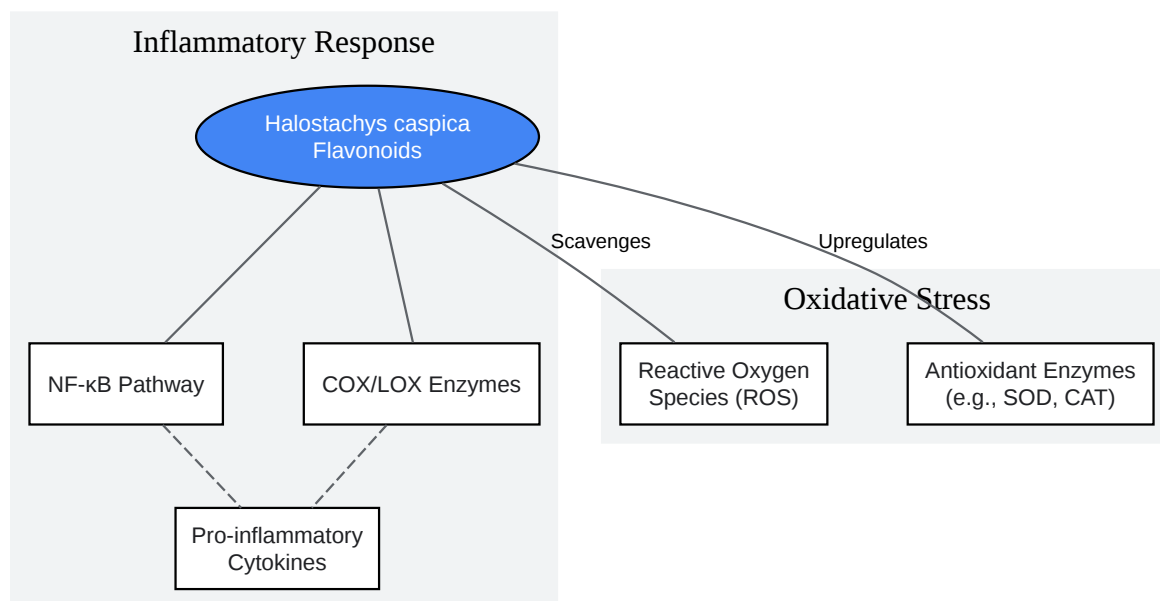 Inflammatory Response
Halostachys caspica
Flavonoids
Scavenges
Upregulates
Oxidative Stress
NF-κB Pathway
COX/LOX Enzymes
Reactive Oxygen
Species (ROS)
Antioxidant Enzymes
(e.g., SOD, CAT)
Pro-inflammatory
Cytokines